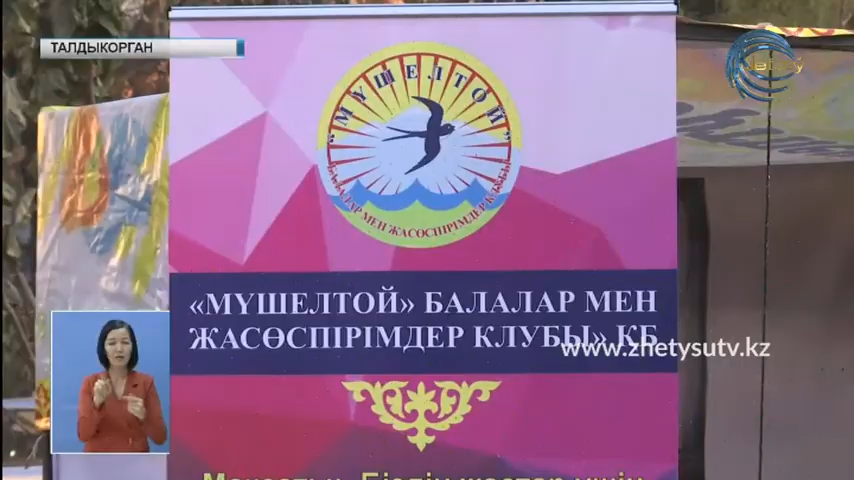 ТАЛДЫКОРГАН
"МҮШЕЛТОЙ"
БАЛАЛАР МЕН ЖАСӨСПІРІМДЕР КЛУБЫ
«МҮШЕЛТОЙ» БАЛАЛАР МЕН
ЖАСӨСПІРІМДЕР КЛУБЫ» КБ
www.zhetysutv.kz